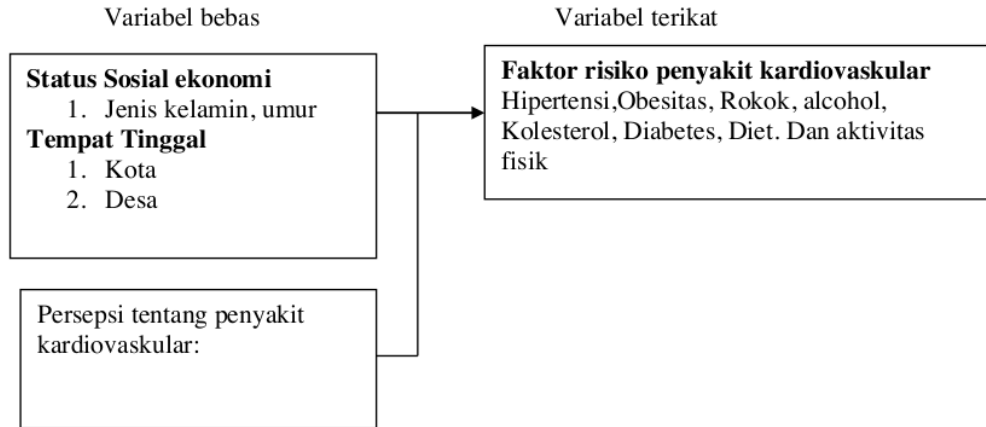 Variabel bebas
Variabel terikat
Status Sosial ekonomi
1. Jenis kelamin, umur
Tempat Tinggal
1. Kota
2. Desa
Faktor risiko penyakit kardiovaskular
Hipertensi,Obesitas, Rokok, alcohol,
Kolesterol, Diabetes, Diet. Dan aktivitas
fisik
Persepsi tentang penyakit
kardiovaskular: